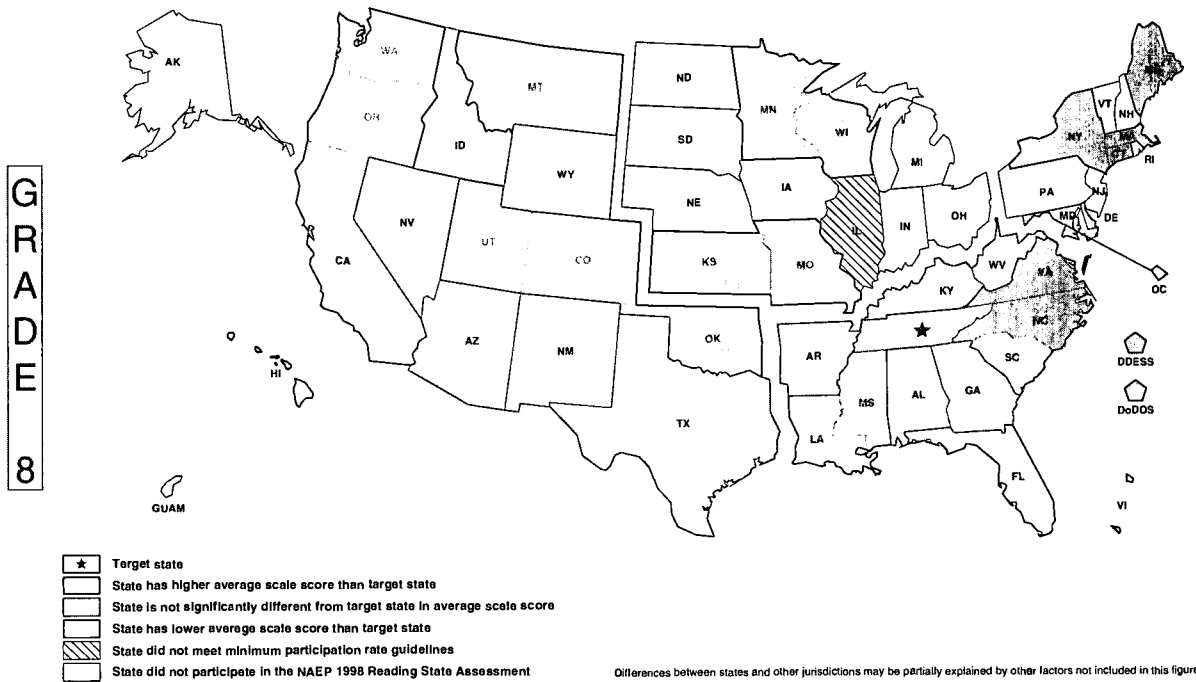 GRADE 8
AK
WA
MT
ND
MN
ME
VT
NH
OR
ID
SD
WI
MI
NY
MA
CT
RI
WY
IA
PA
NJ
NE
OH
MD
DE
NV
UT
CO
KS
MO
IL
IN
WV
VA
CA
KY
DC
AZ
NM
OK
AR
NC
SC
DDESS
HI
TX
MS
AL
GA
DoDOS
LA
FL
VI
GUAM
Target state
State has higher average scale score than target state
State is not significantly different from target state in average scale score
State has lower average scale score than target state
State did not meet minimum participation rate guidelines
State did not participate in the NAEP 1998 Reading State Assessment
Differences between states and other jurisdictions may be partially explained by other factors not included in this figure